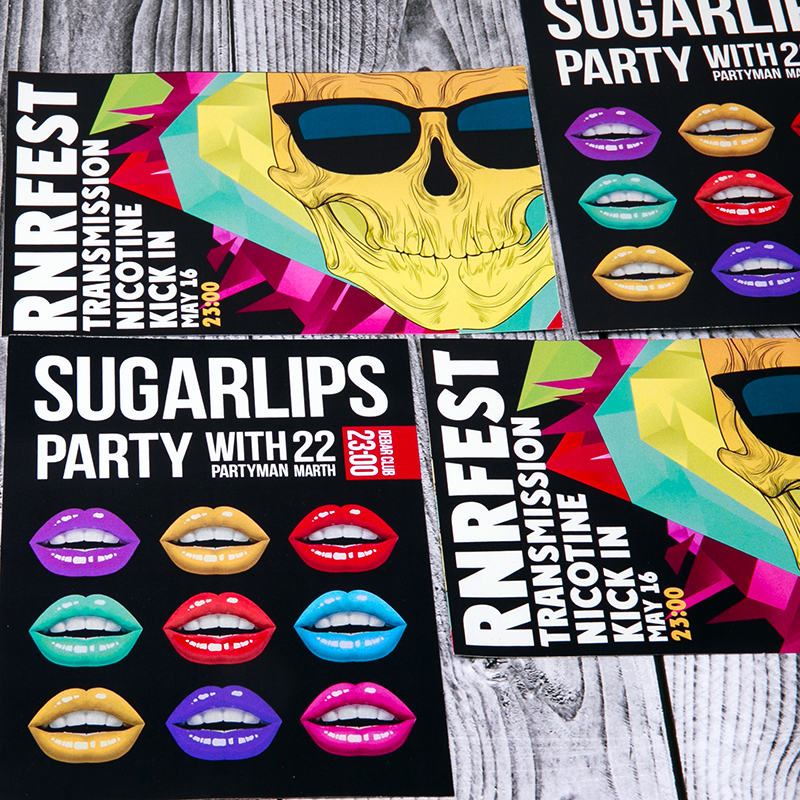 RNRFEST
TRANSMISSION
NICOTINE
KICK IN
MAY 16
23:00
SUGARLIP
PARTY WITH 2
PARTYMAN MA
SUGARLIPS
PARTY WITH 22
PARTYMAN MARTH
DEBAR CLUB
23:00
RNRFEST
TRANSMISSION
NICOTINE
KICK IN
MAY 16
23:00